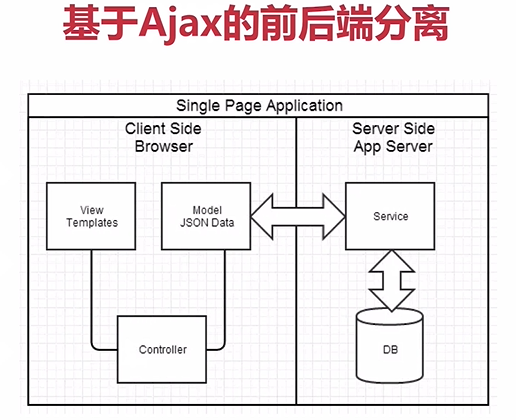 基于Ajax的前后端分离
Single Page Application
Client Side
Browser
Server Side
App Server
View
Templates
Model
JSON Data
Service
Controller
DB